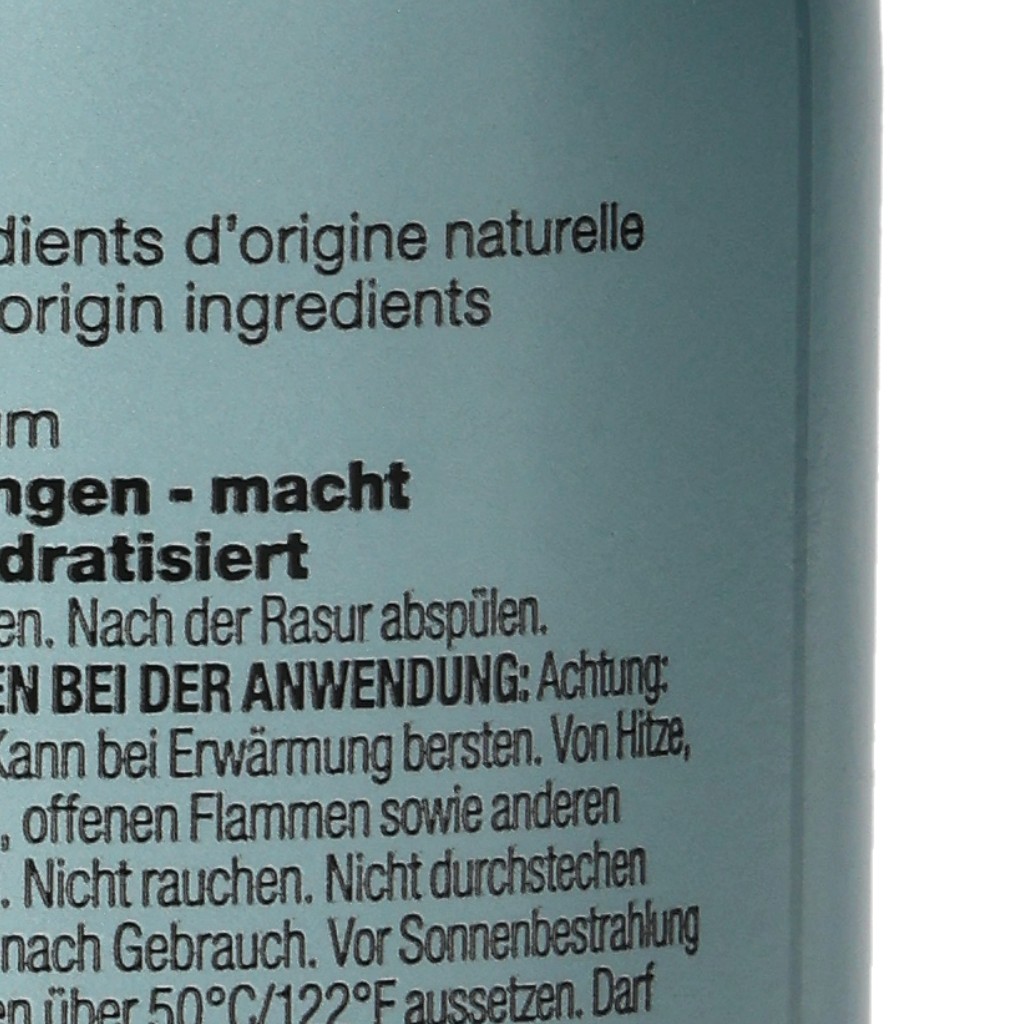 dients d'origine naturelle
origin ingredients
um
ngen - macht
dratisiert
en. Nach der Rasur abspülen.
EN BEI DER ANWENDUNG: Achtung:
Kann bei Erwärmung bersten. Von Hitze,
, offenen Flammen sowie anderen
. Nicht rauchen. Nicht durchstechen
nach Gebrauch. Vor Sonnenbestrahlung
en über 50°C/122°F aussetzen. Darf